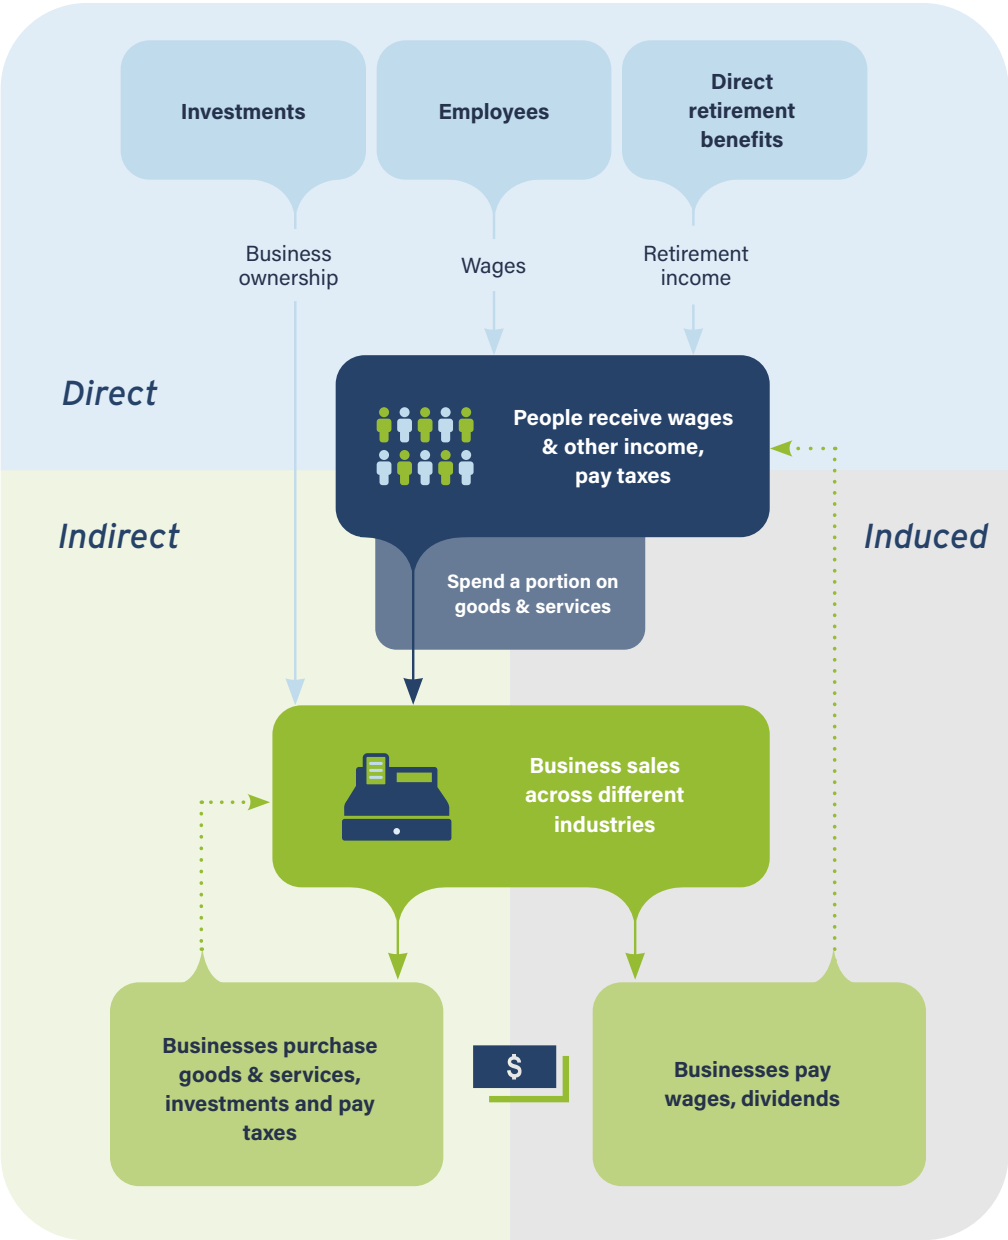 Investments
Employees
Direct
retirement
benefits
Business
ownership
Wages
Retirement
income
Direct
People receive wages
& other income,
pay taxes
Indirect
Induced
Spend a portion on
goods & services
Business sales
across different
industries
Businesses purchase
goods & services,
investments and pay
taxes
$
Businesses pay
wages, dividends